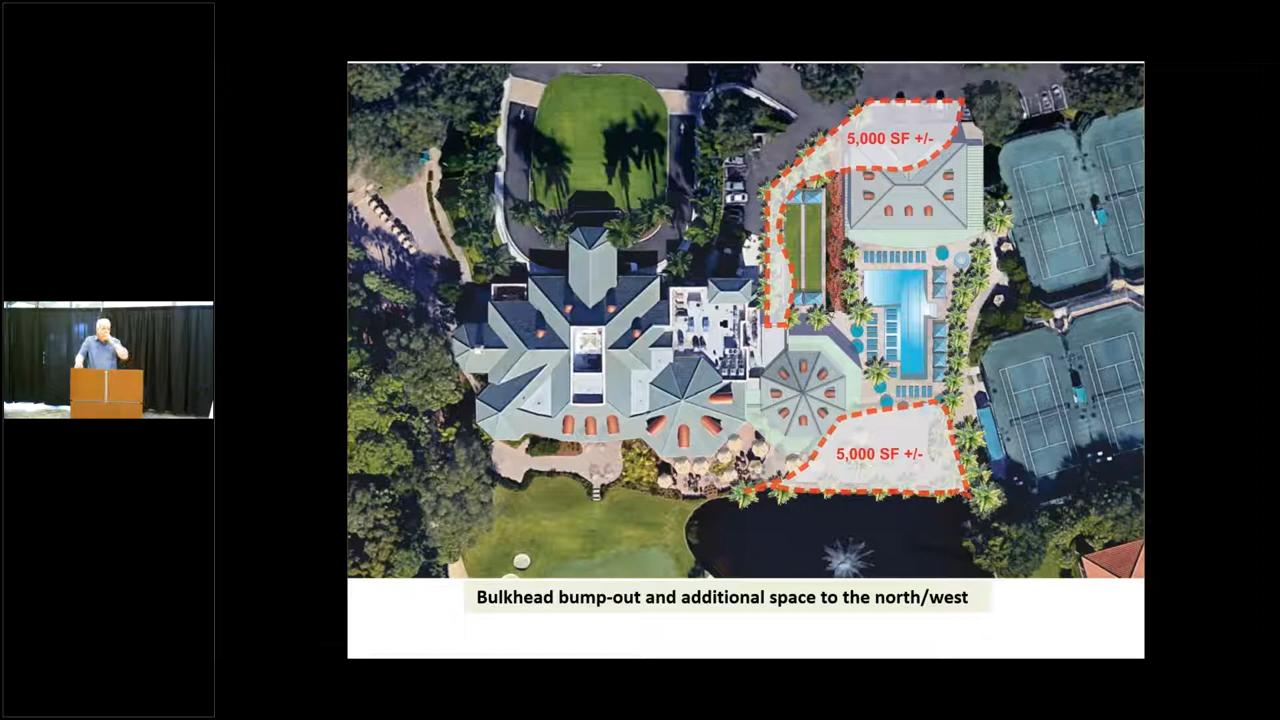 5,000 SF +/-
5,000 SF +/-
Bulkhead bump-out and additional space to the north/west